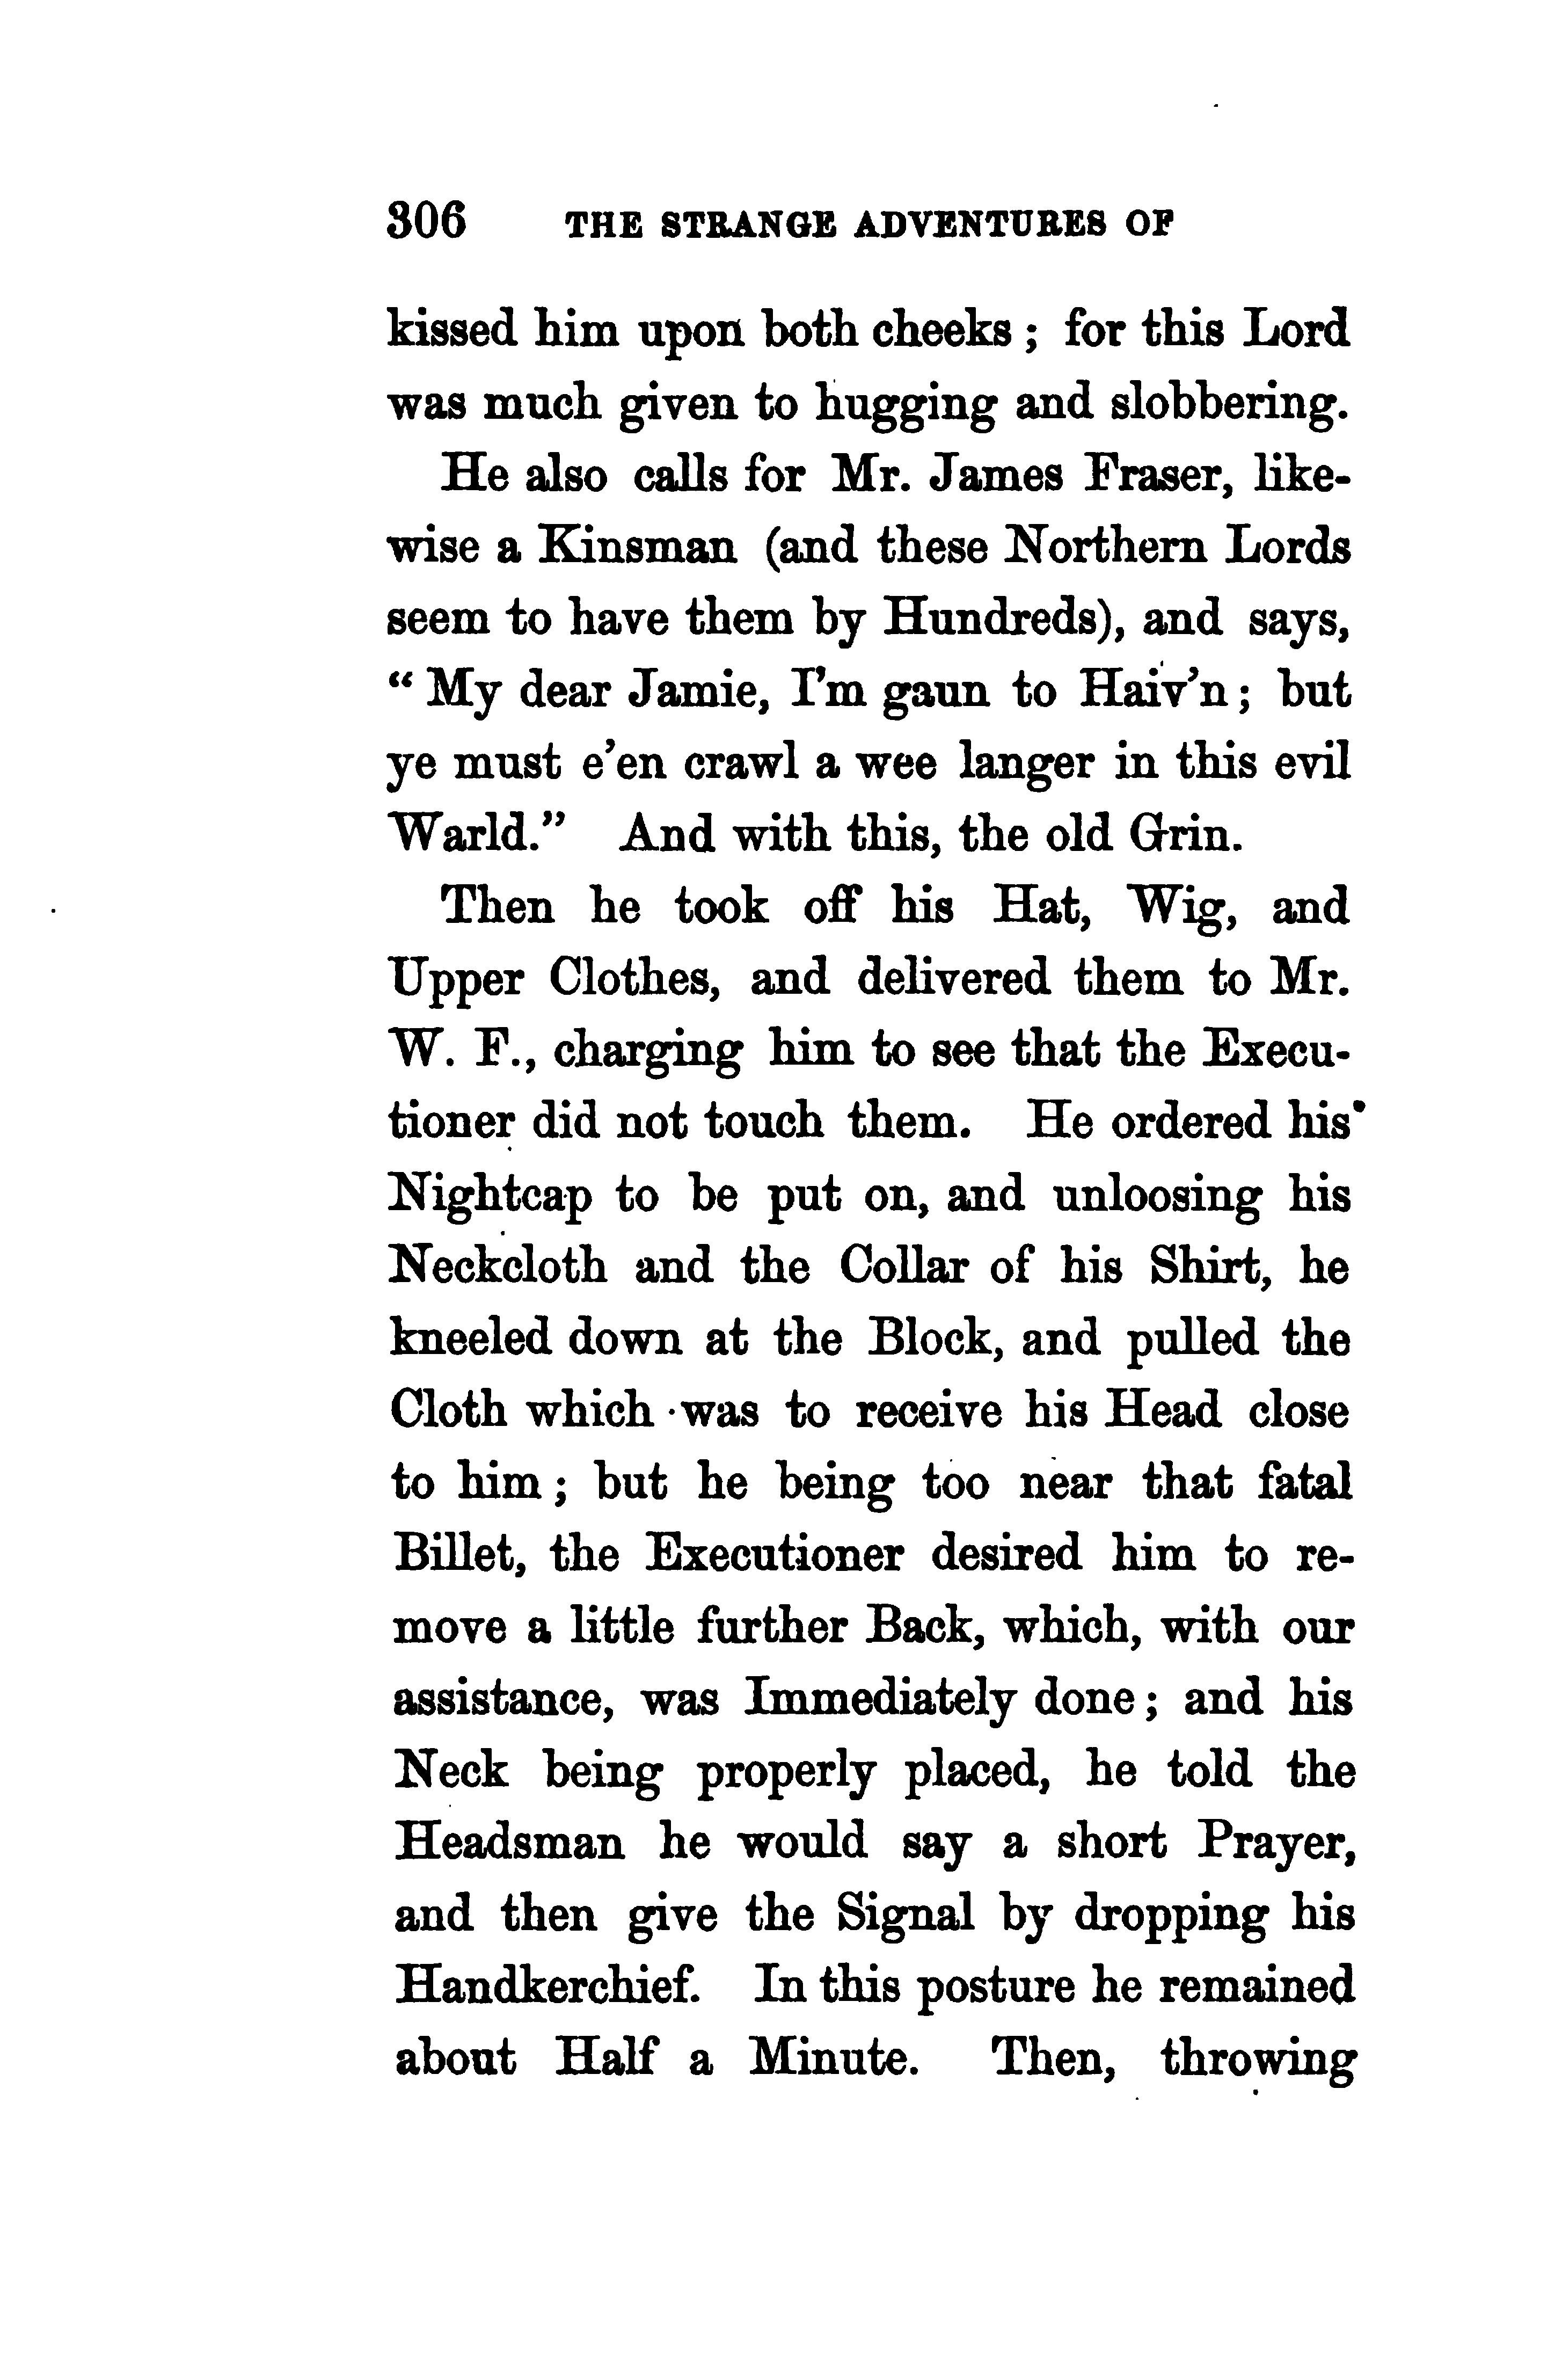 306 THE STRANGE ADVENTURES OF
kissed him upon both cheeks ; for this Lord
was much given to hugging and slobbering.
He also calls for Mr. James Fraser, like-
wise a Kinsman (and these Northern Lords
seem to have them by Hundreds), and says,
“ My dear Jamie, I’m gaun to Haiv’n ; but
ye must e’en crawl a wee langer in this evil
Warld.” And with this, the old Grin.
Then he took off his Hat, Wig, and
Upper Clothes, and delivered them to Mr.
W. F., charging him to see that the Execu-
tioner did not touch them. He ordered his
Nightcap to be put on, and unloosing his
Neckcloth and the Collar of his Shirt, he
kneeled down at the Block, and pulled the
Cloth which was to receive his Head close
to him ; but he being too near that fatal
Billet, the Executioner desired him to re-
move a little further Back, which, with our
assistance, was Immediately done ; and his
Neck being properly placed, he told the
Headsman he would say a short Prayer,
and then give the Signal by dropping his
Handkerchief. In this posture he remained
about Half a Minute. Then, throwing